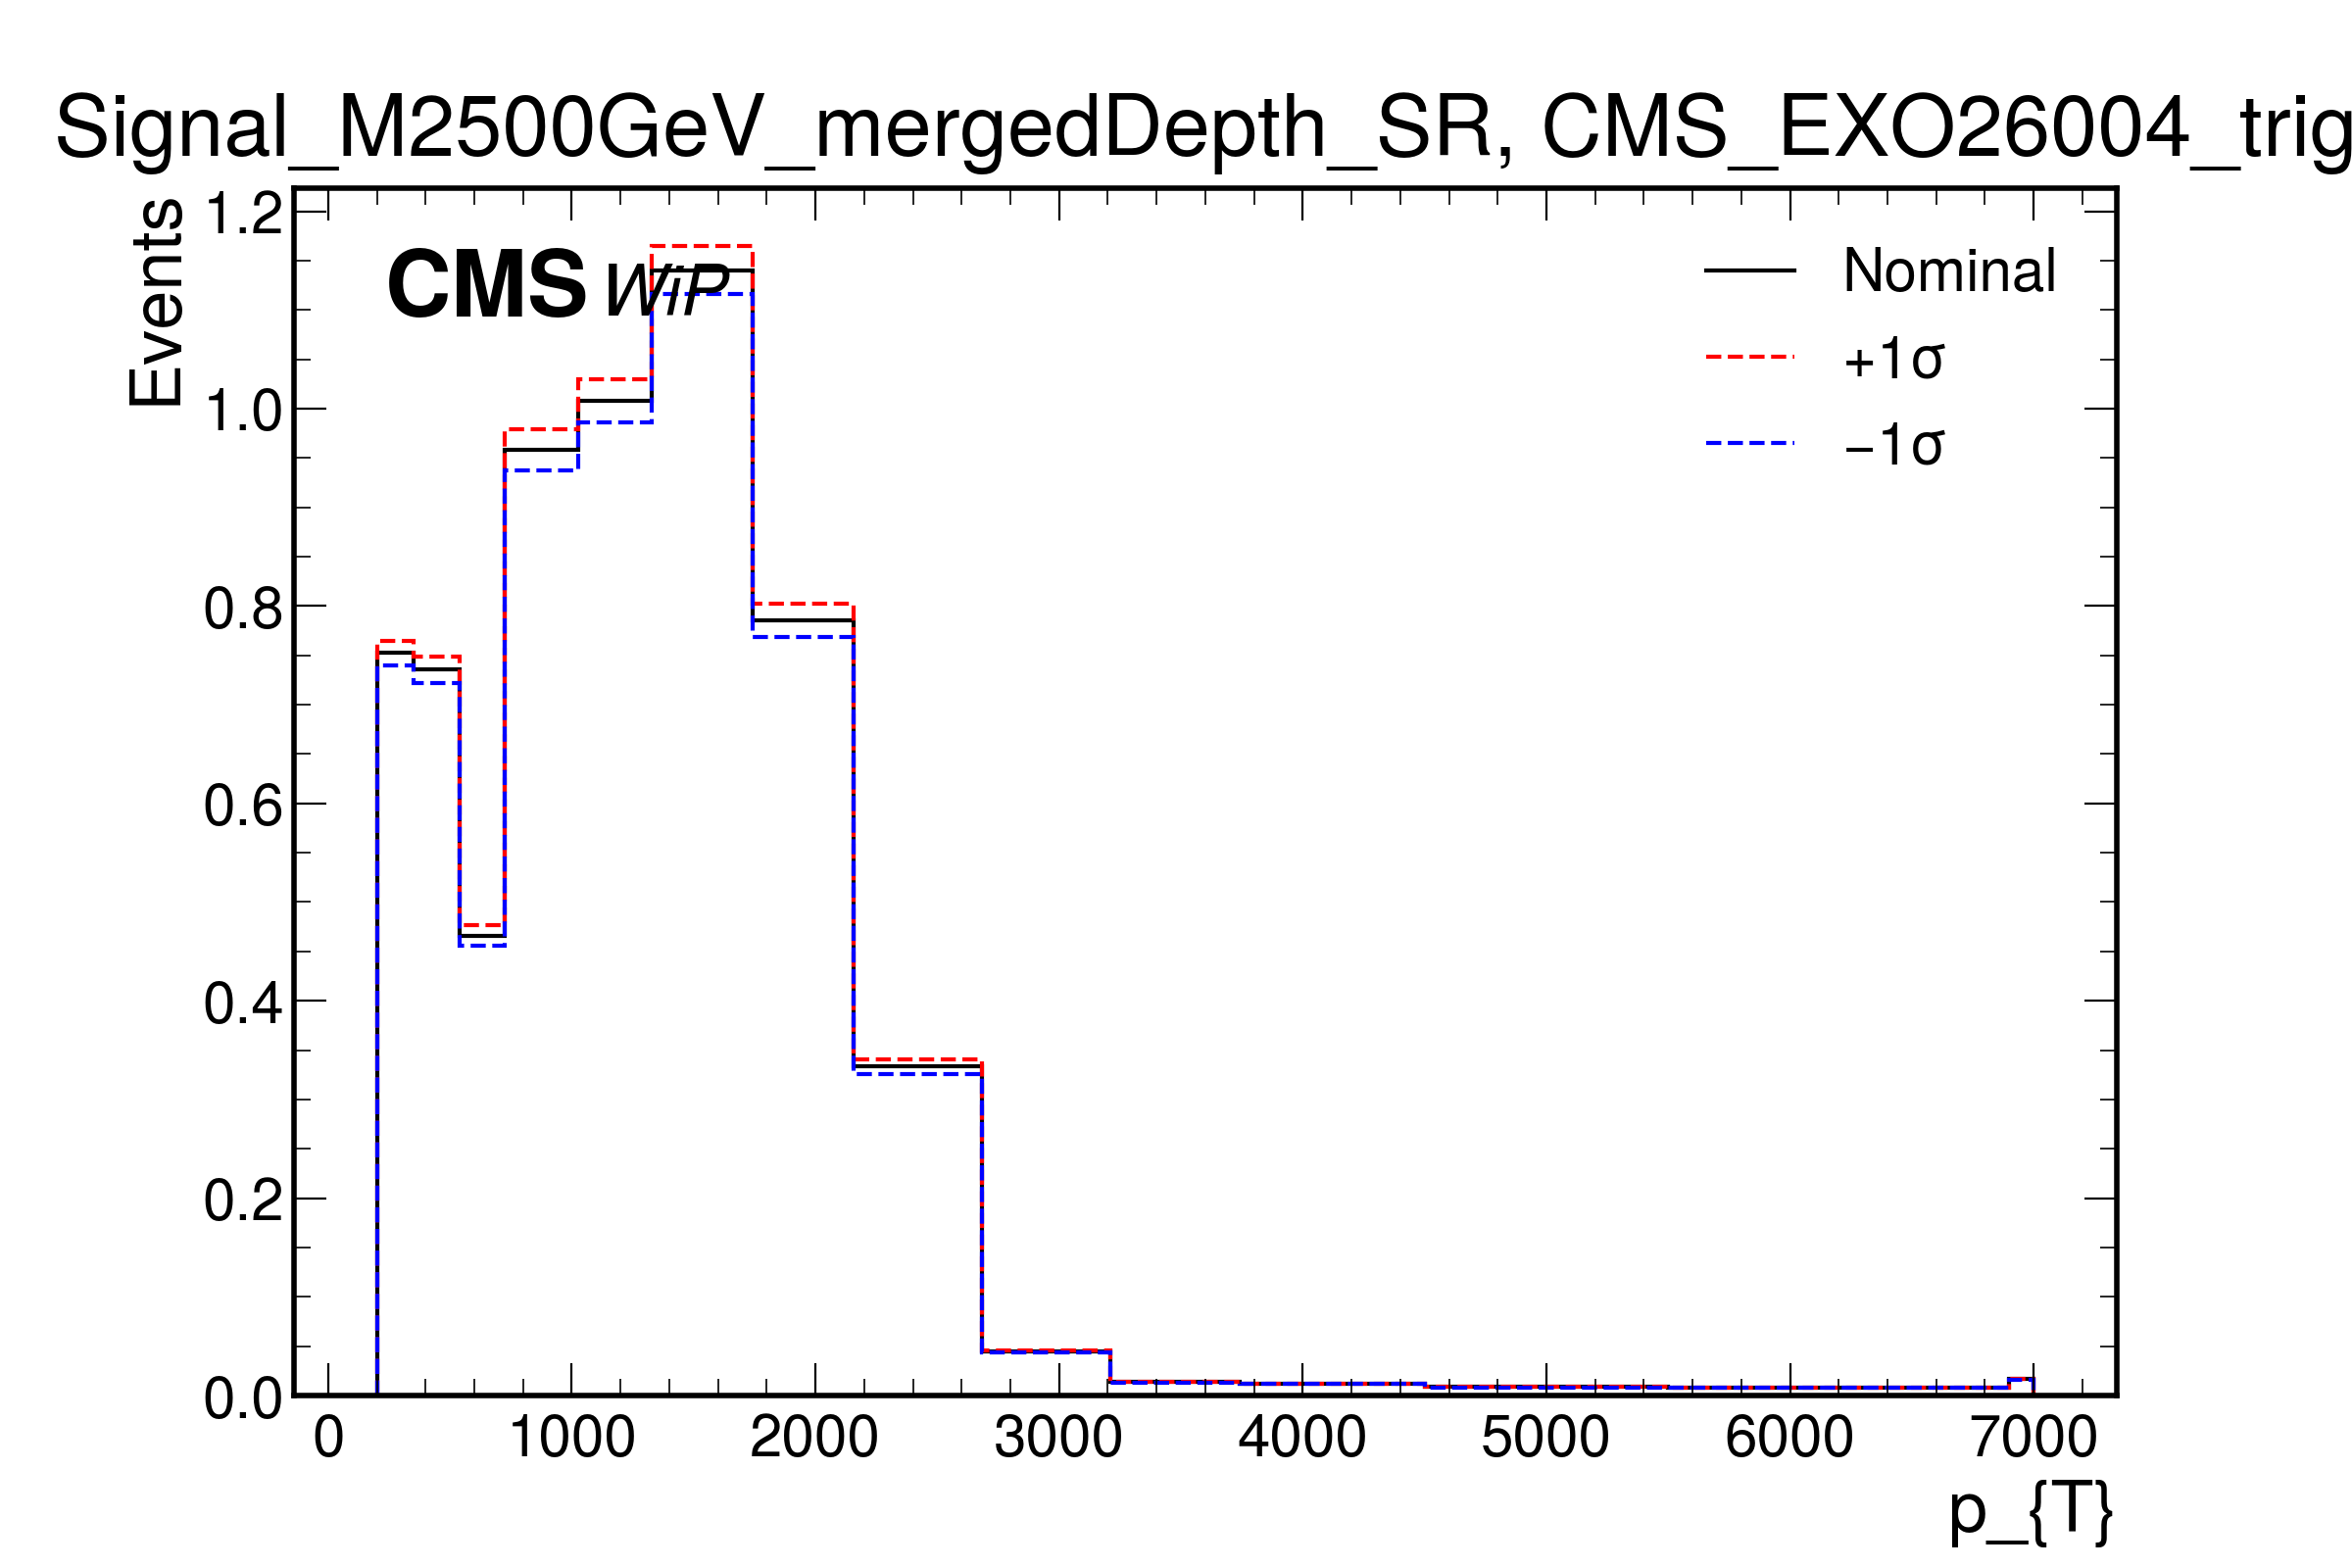 Signal_M2500GeV_mergedDepth_SR, CMS_EXO26004_trig
Events
CMS WiP
Nominal
+1σ
−1σ
1.2
1.0
0.8
0.6
0.4
0.2
0.0
0 1000 2000 3000 4000 5000 6000 7000
p_{T}